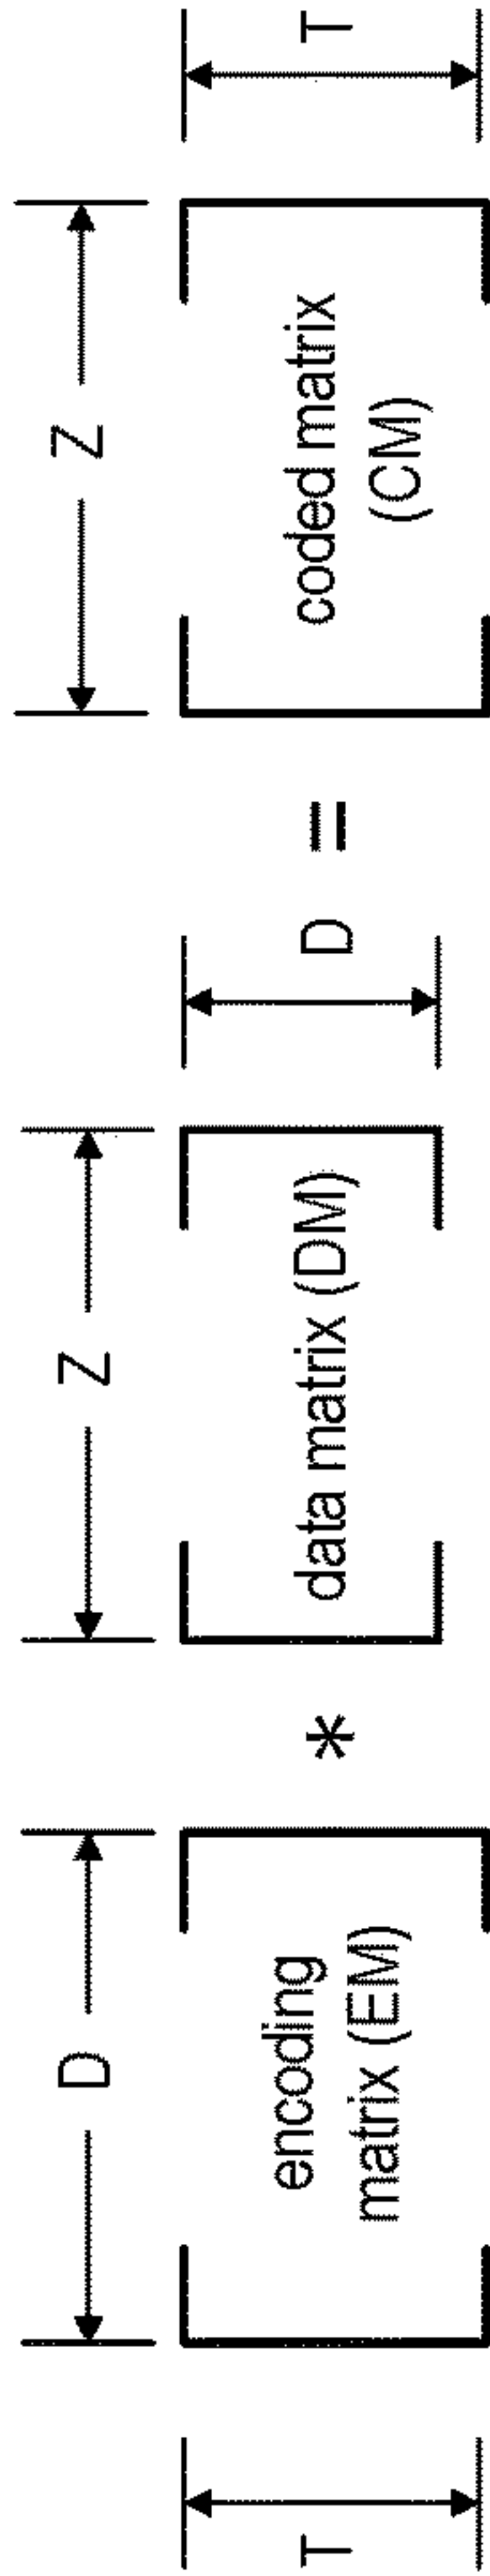 T
D
encoding
matrix (EM)
*
Z
data matrix (DM)
D
=
Z
coded matrix
(CM)
T